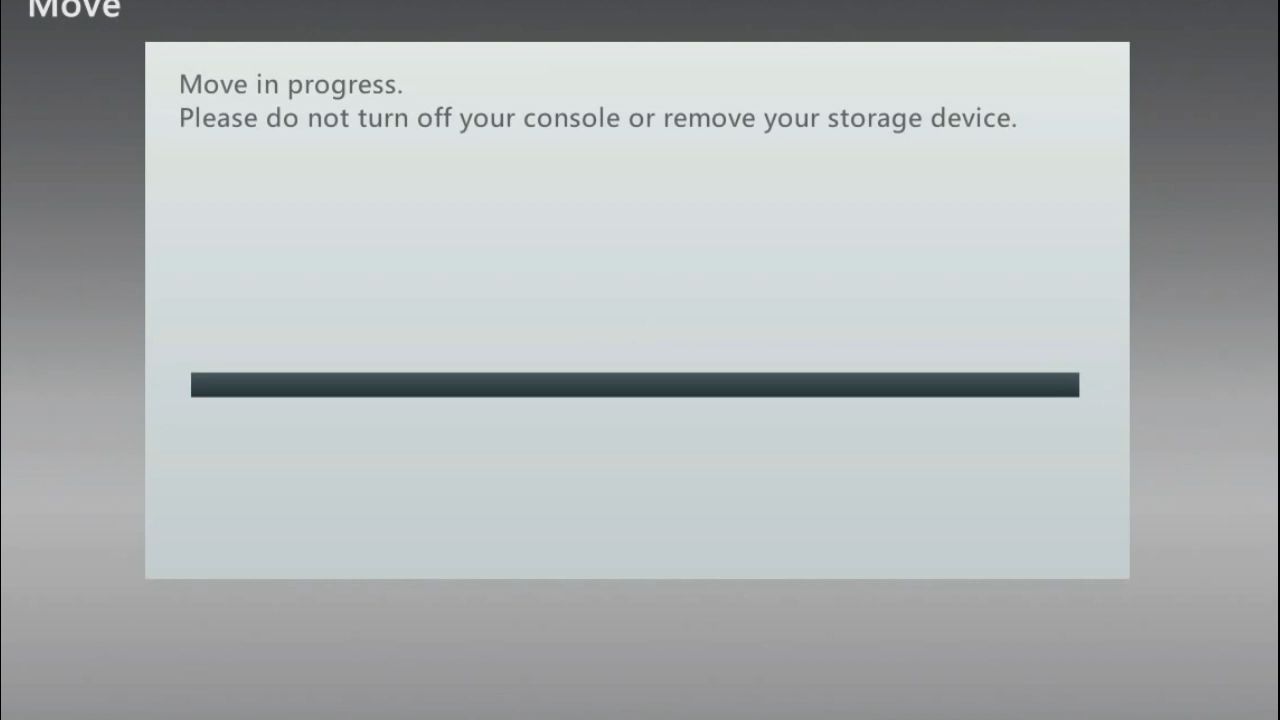 Move
Move in progress.
Please do not turn off your console or remove your storage device.